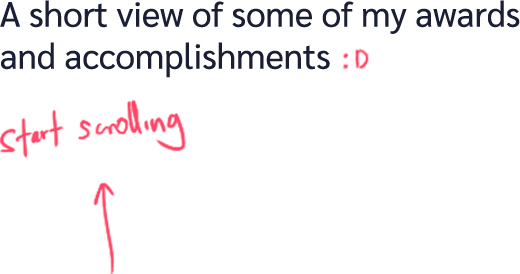 A short view of some of my awards
and accomplishments :D
start scrolling